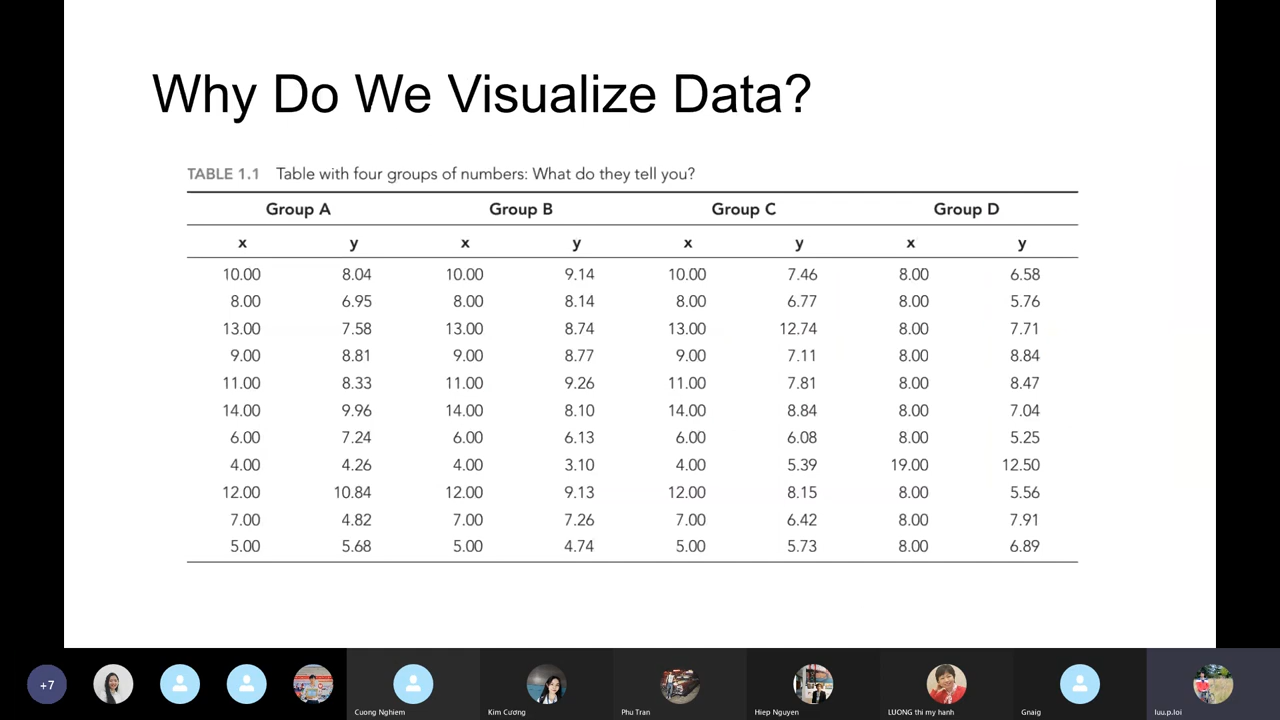 Why Do We Visualize Data?
TABLE 1.1 Table with four groups of numbers: What do they tell you?
Group A Group B Group C Group D
x y x y x y x y
10.00 8.04 10.00 9.14 10.00 7.46 8.00 6.58
8.00 6.95 8.00 8.14 8.00 6.77 8.00 5.76
13.00 7.58 13.00 8.74 13.00 12.74 8.00 7.71
9.00 8.81 9.00 8.77 9.00 7.11 8.00 8.84
11.00 8.33 11.00 9.26 11.00 7.81 8.00 8.47
14.00 9.96 14.00 8.10 14.00 8.84 8.00 7.04
6.00 7.24 6.00 6.13 6.00 6.08 8.00 5.25
4.00 4.26 4.00 3.10 4.00 5.39 19.00 12.50
12.00 10.84 12.00 9.13 12.00 8.15 8.00 5.56
7.00 4.82 7.00 7.26 7.00 6.42 8.00 7.91
5.00 5.68 5.00 4.74 5.00 5.73 8.00 6.89
+7
Cuong Nghiem Kim Cương Phu Tran Hiep Nguyen LUONG thi my hanh Gnaig luu.p.loi